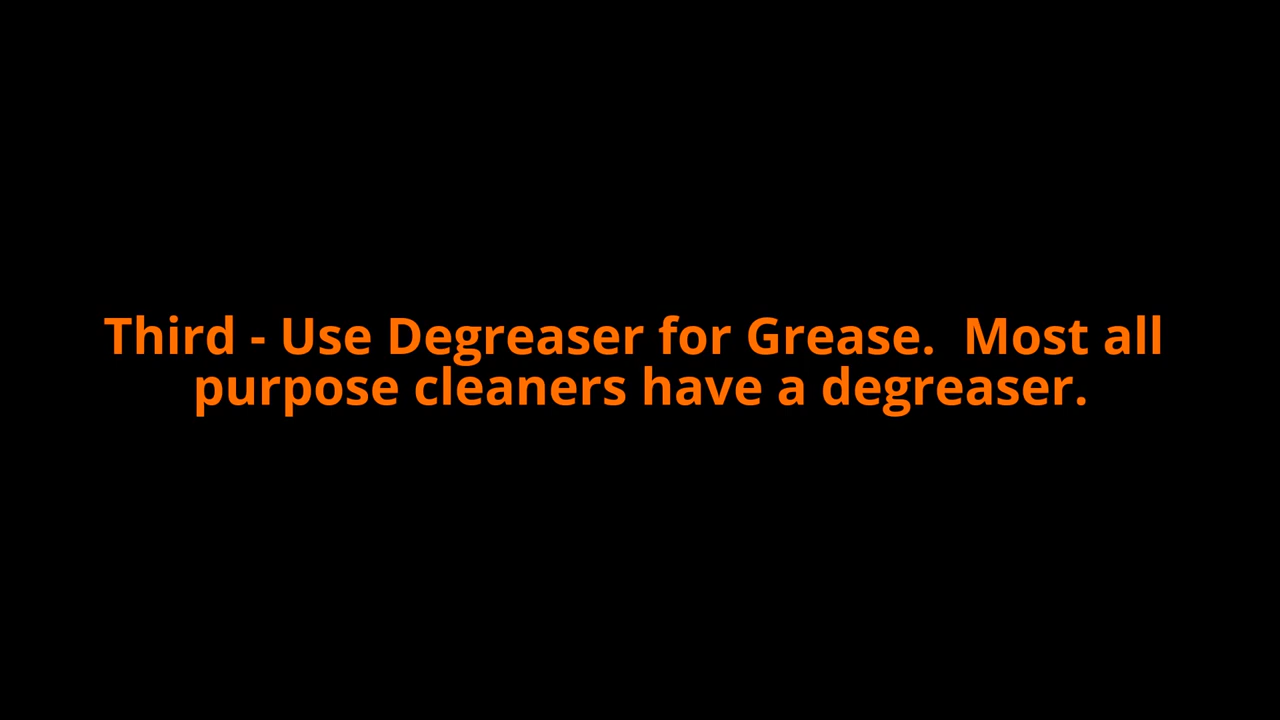 Third - Use Degreaser for Grease.  Most all
purpose cleaners have a degreaser.